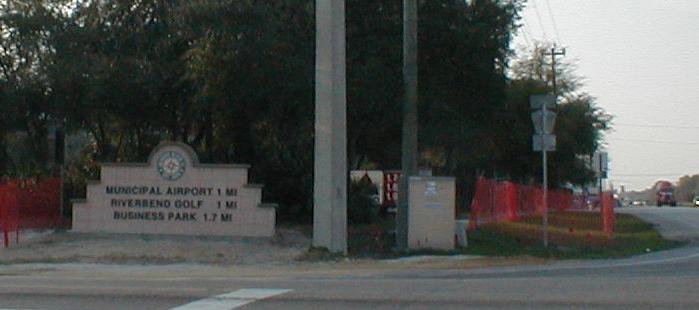 MUNICIPAL AIRPORT 1 MI
RIVERBEND GOLF 1 MI
BUSINESS PARK 1.7 MI